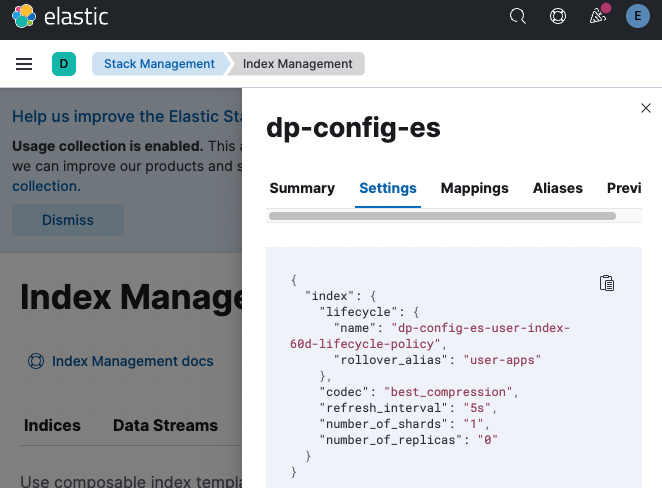 elastic
E
D
Stack Management
Index Management
Help us improve the Elastic Sta
Usage collection is enabled. This a
we can improve our products and s
collection.
Dismiss
Index Manage
Index Management docs
Indices
Data Streams
Use composable index templa
dp-config-es
Summary
Settings
Mappings
Aliases
Previ
{
"index": {
"lifecycle": {
"name": "dp-config-es-user-index-
60d-lifecycle-policy",
"rollover_alias": "user-apps"
},
"codec": "best_compression",
"refresh_interval": "5s",
"number_of_shards": "1",
"number_of_replicas": "0"
}
}